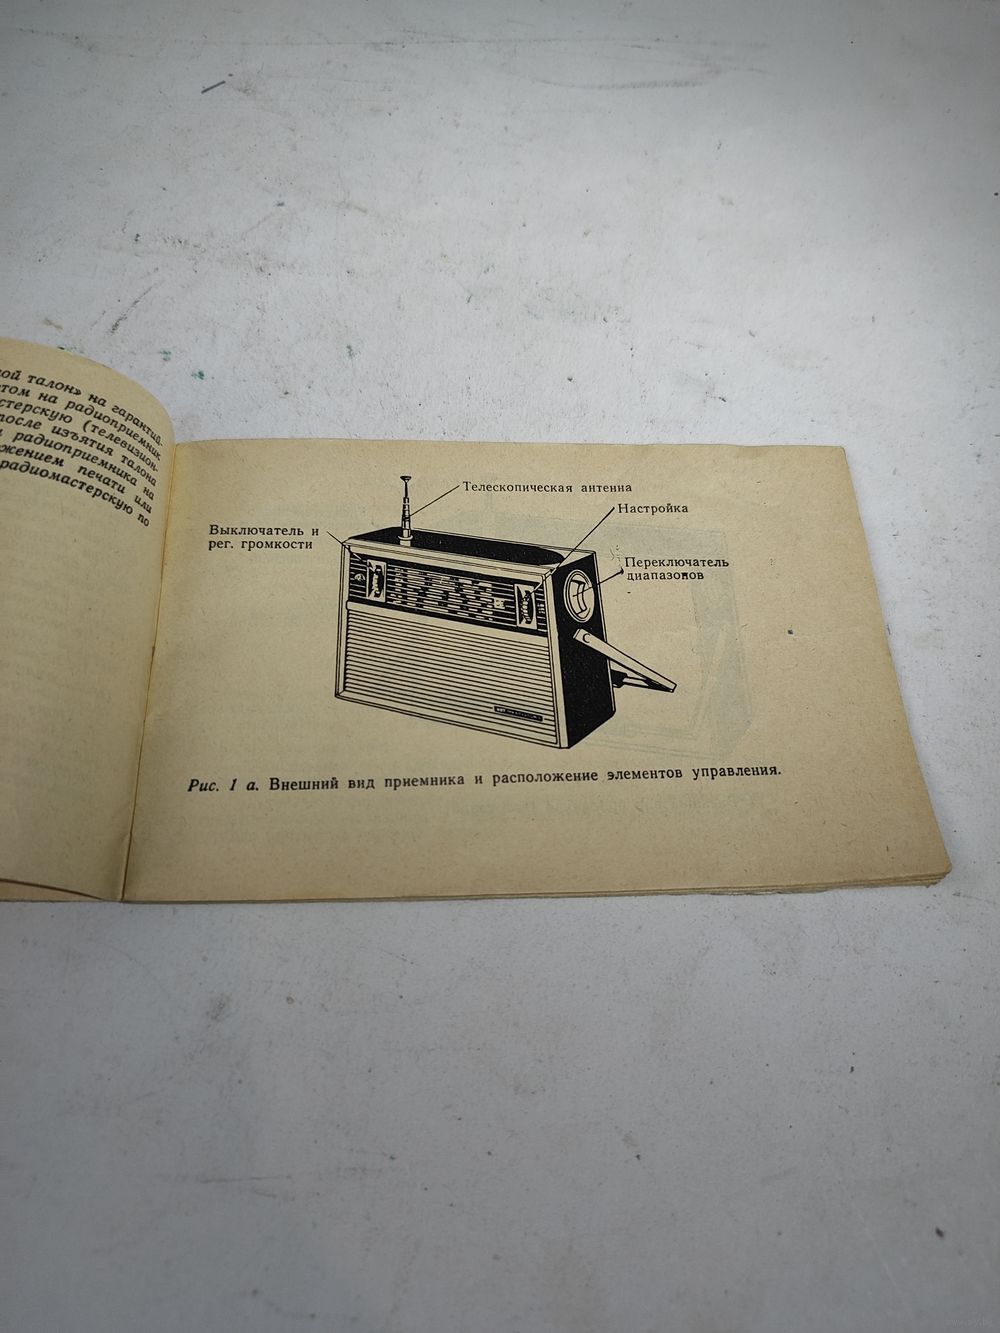 ой талон» на гарантий-
том на радиоприемник
стерскую (телевизион-
после изъятия талона
радиоприемника на
жением печати или
радиомастерскую по
Телескопическая антенна
Настройка
Выключатель и
рег. громкости
Переключатель
диапазонов
Рис. 1 а. Внешний вид приемника и расположение элементов управления.